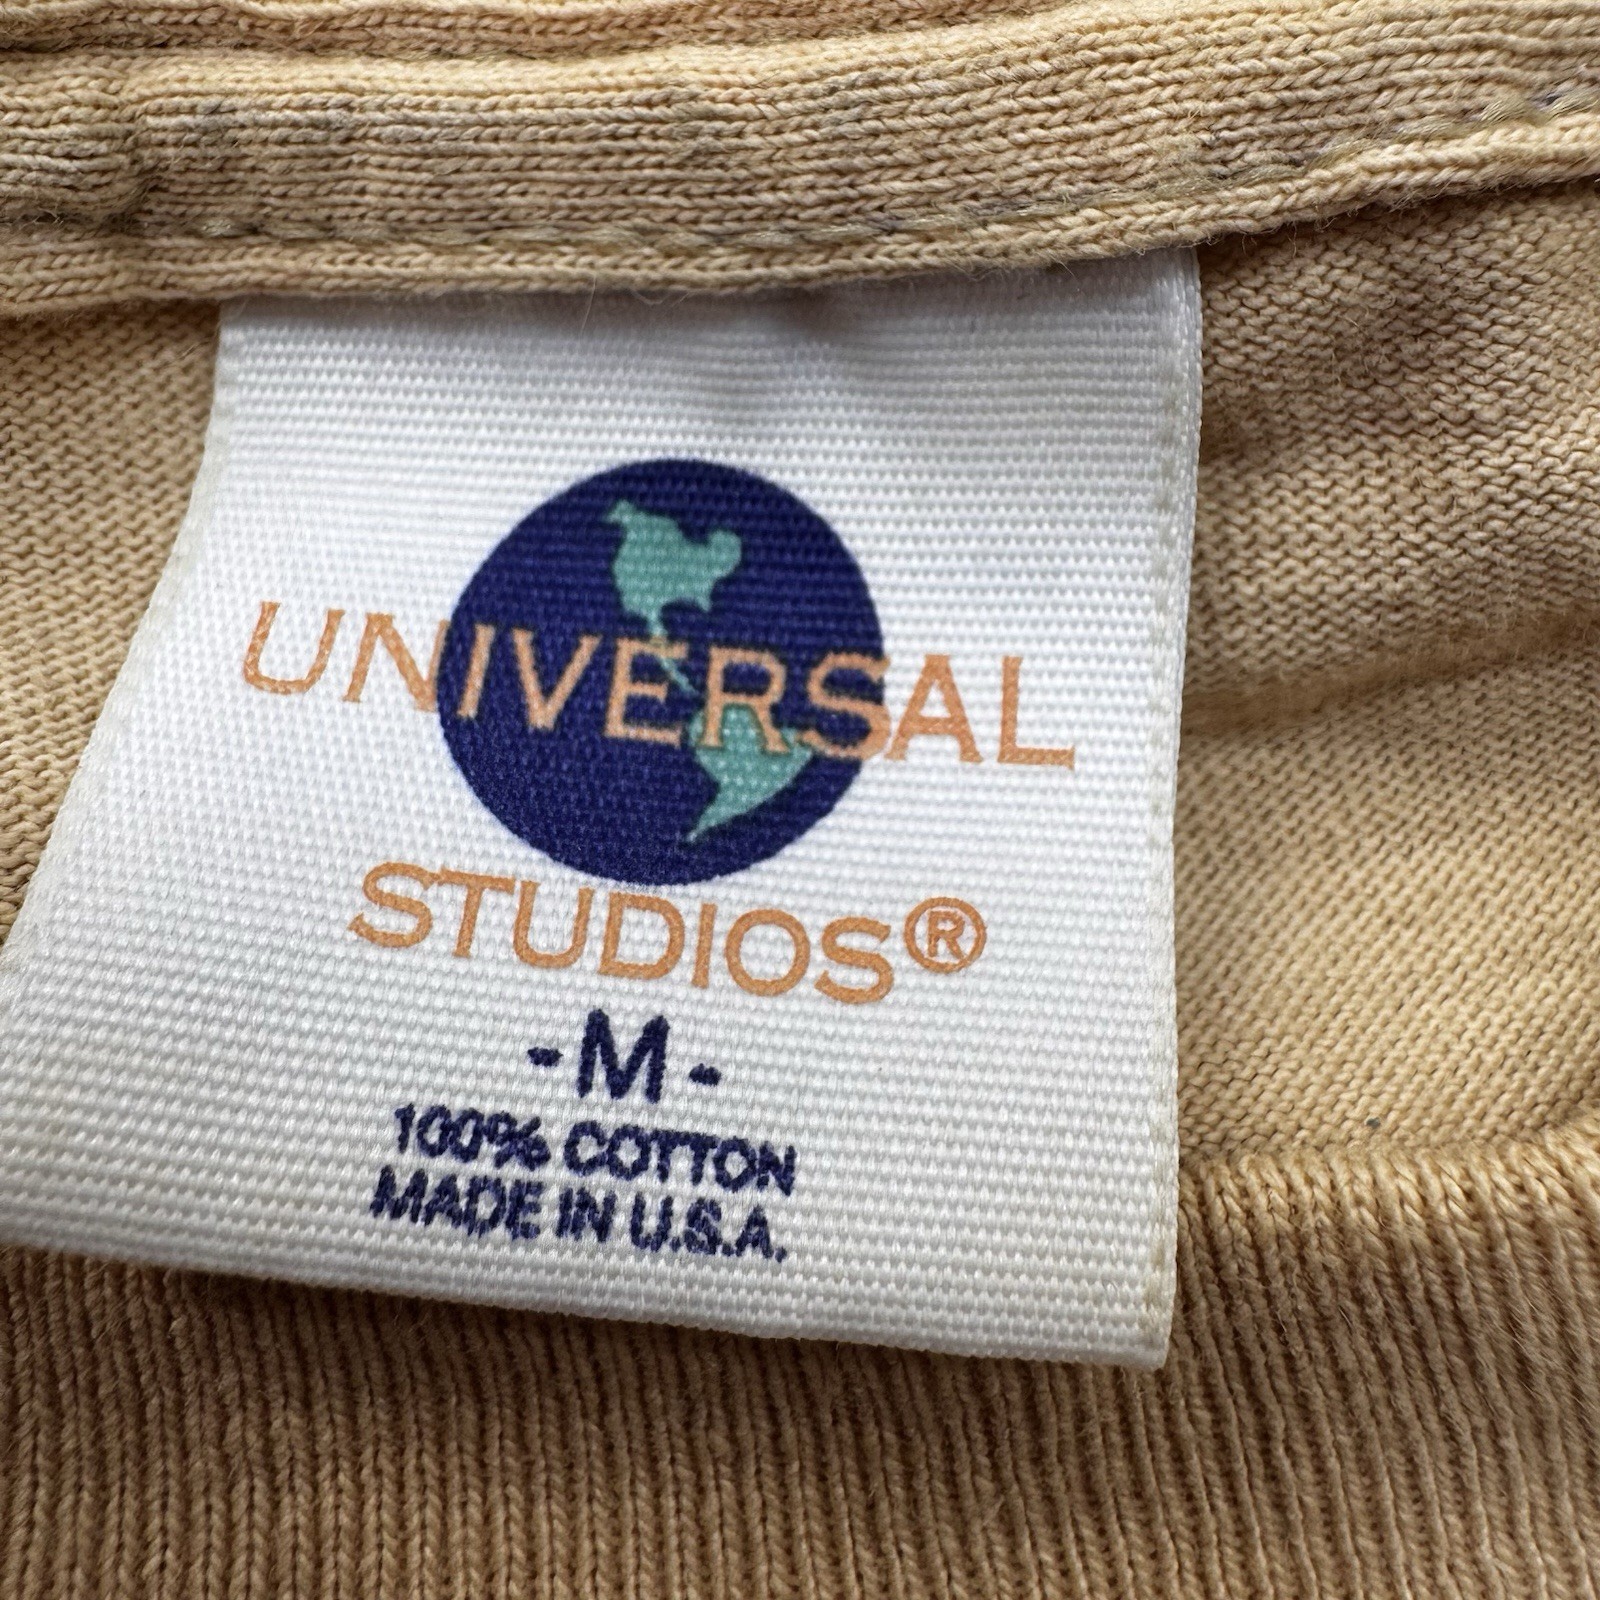 UNIVERSAL
STUDIOS®
-M-
100% COTTON
MADE IN U.S.A.